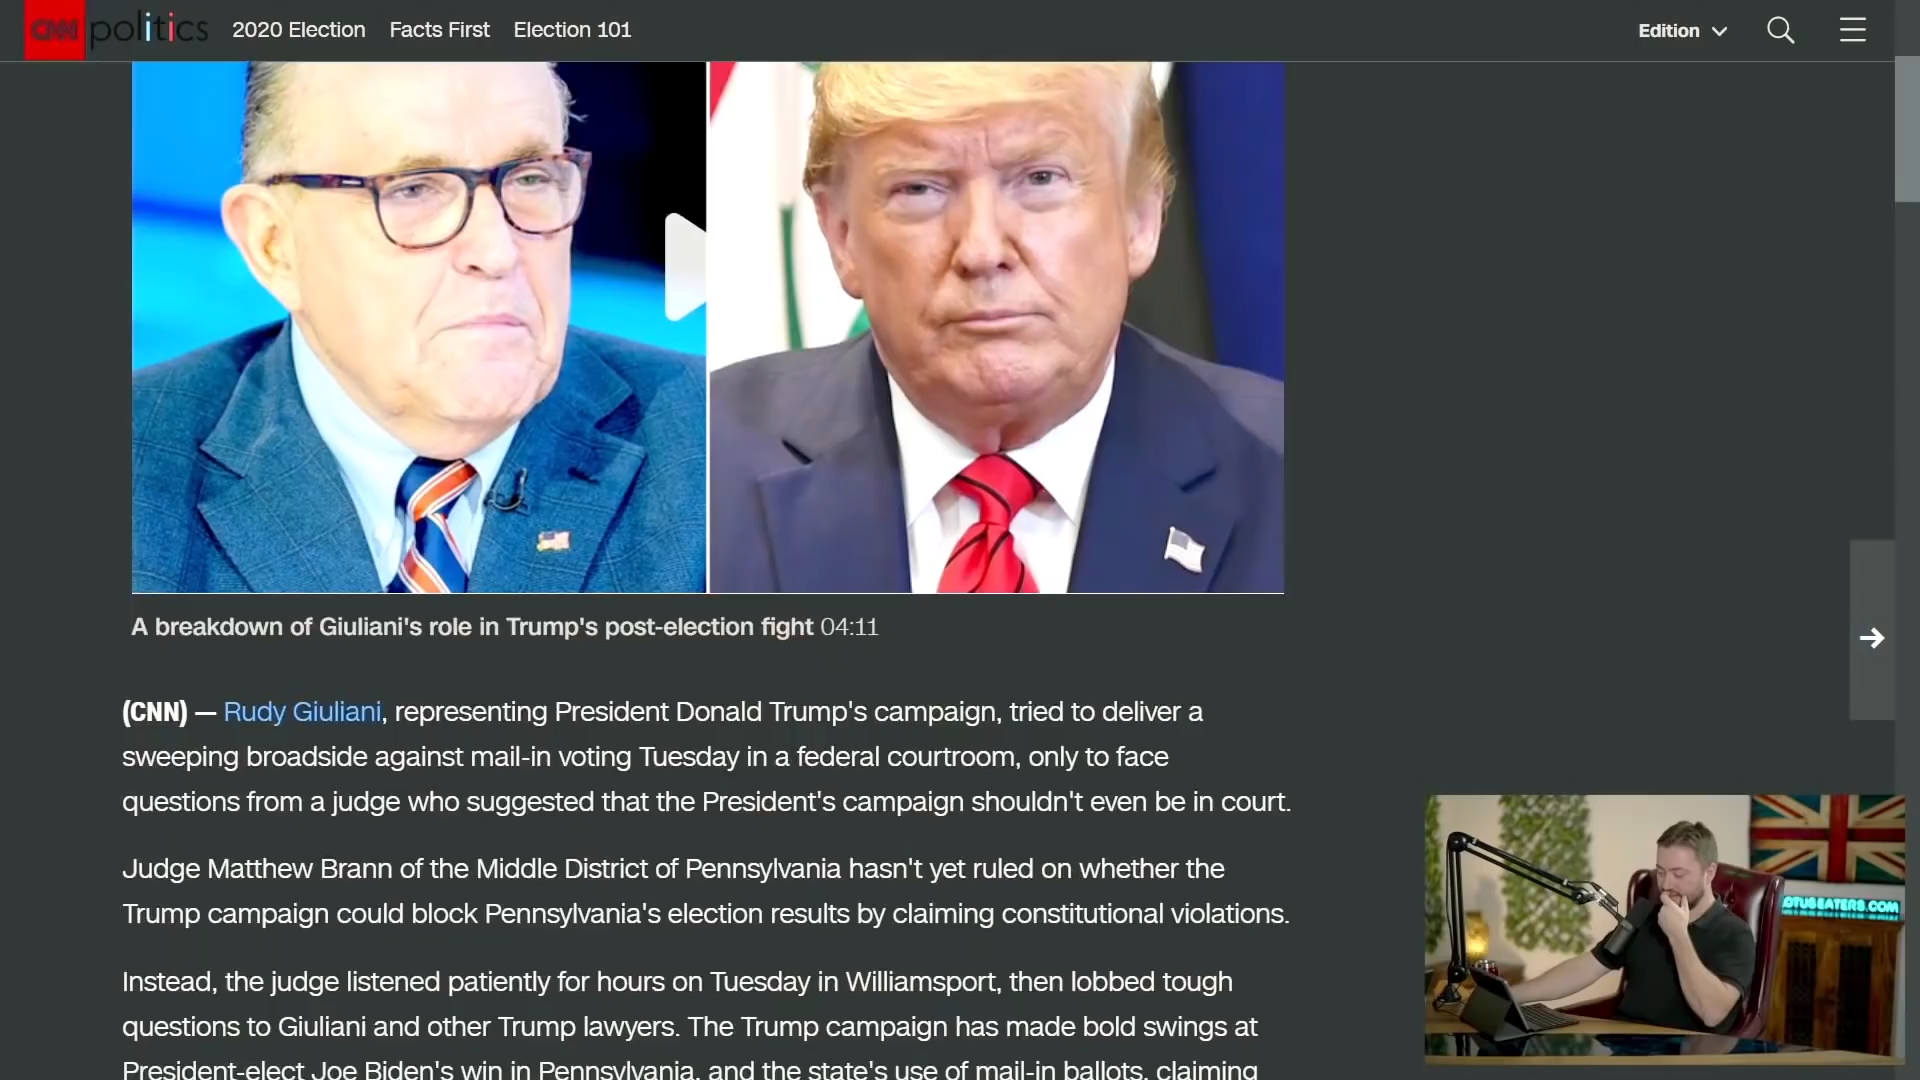 CNN politics 2020 Election Facts First Election 101 Edition
A breakdown of Giuliani's role in Trump's post-election fight 04:11
(CNN) — Rudy Giuliani, representing President Donald Trump's campaign, tried to deliver a
sweeping broadside against mail-in voting Tuesday in a federal courtroom, only to face
questions from a judge who suggested that the President's campaign shouldn't even be in court.
Judge Matthew Brann of the Middle District of Pennsylvania hasn't yet ruled on whether the
Trump campaign could block Pennsylvania's election results by claiming constitutional violations.
Instead, the judge listened patiently for hours on Tuesday in Williamsport, then lobbed tough
questions to Giuliani and other Trump lawyers. The Trump campaign has made bold swings at
President-elect Joe Biden's win in Pennsylvania, and the state's use of mail-in ballots, claiming
OTUSEATERS.COM